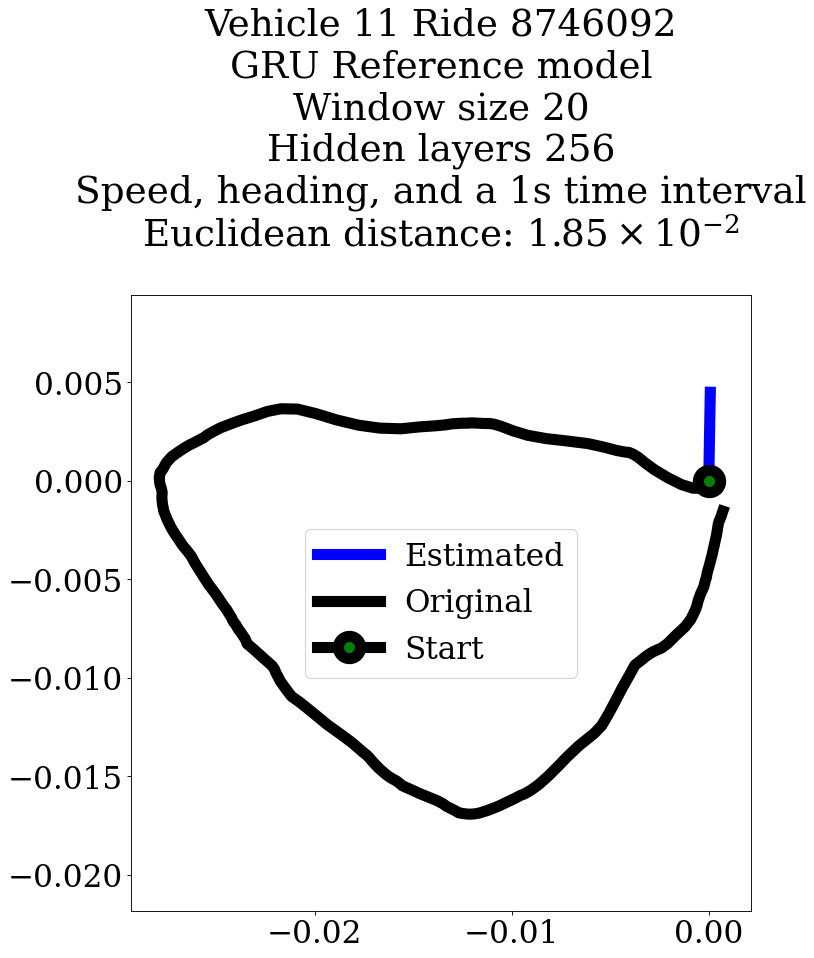 Vehicle 11 Ride 8746092
GRU Reference model
Window size 20
Hidden layers 256
Speed, heading, and a 1s time interval
Euclidean distance: 1.85 × 10⁻²
0.005
0.000
−0.005
−0.010
−0.015
−0.020
Estimated
Original
Start
−0.02 −0.01 0.00